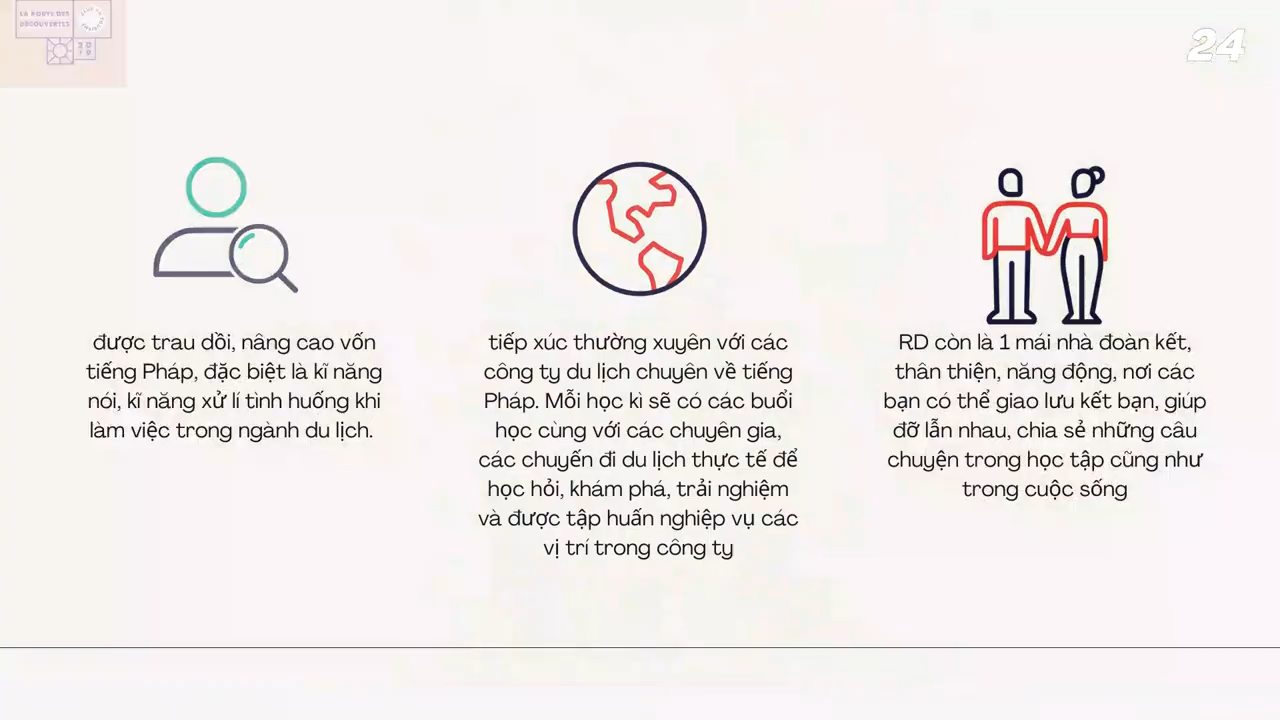 LA ROUTE DES
DÉCOUVERTES
24
được trau dồi, nâng cao vốn
tiếng Pháp, đặc biệt là kĩ năng
nói, kĩ năng xử lí tình huống khi
làm việc trong ngành du lịch.
tiếp xúc thường xuyên với các
công ty du lịch chuyên về tiếng
Pháp. Mỗi học kì sẽ có các buổi
học cùng với các chuyên gia,
các chuyến đi du lịch thực tế để
học hỏi, khám phá, trải nghiệm
và được tập huấn nghiệp vụ các
vị trí trong công ty
RD còn là 1 mái nhà đoàn kết,
thân thiện, năng động, nơi các
bạn có thể giao lưu kết bạn, giúp
đỡ lẫn nhau, chia sẻ những câu
chuyện trong học tập cũng như
trong cuộc sống